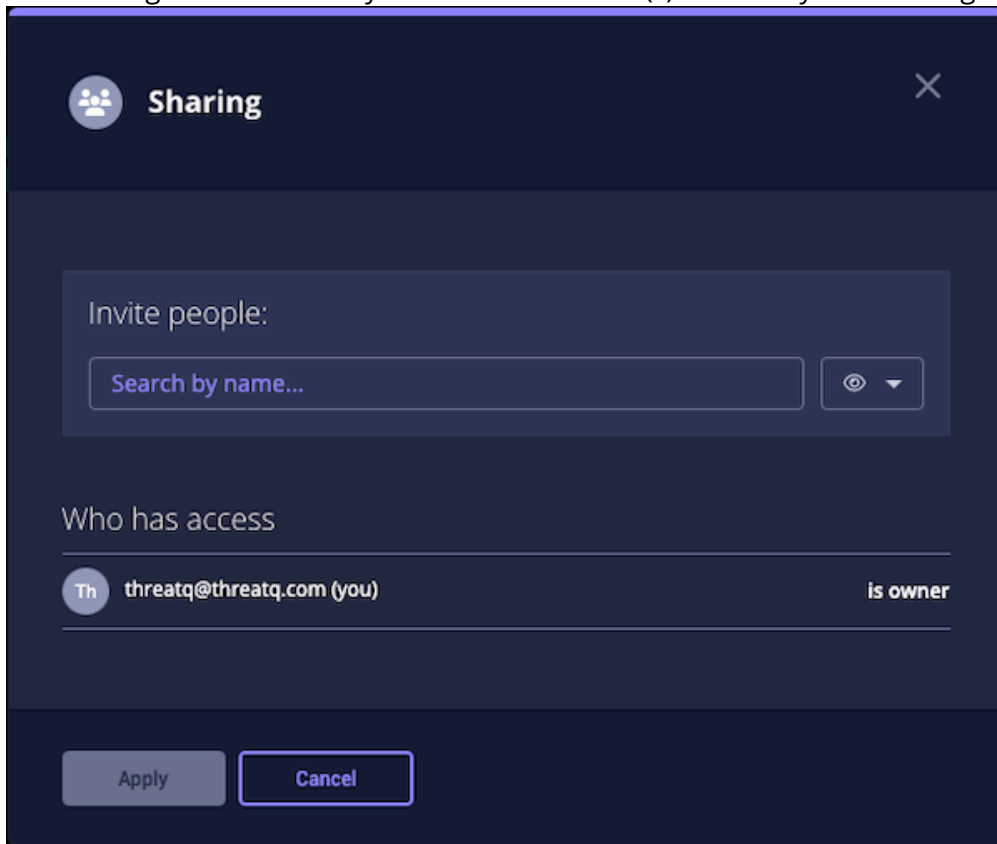 Sharing
Invite people:
Search by name...
Who has access
Th threatq@threatq.com (you) is owner
Apply Cancel